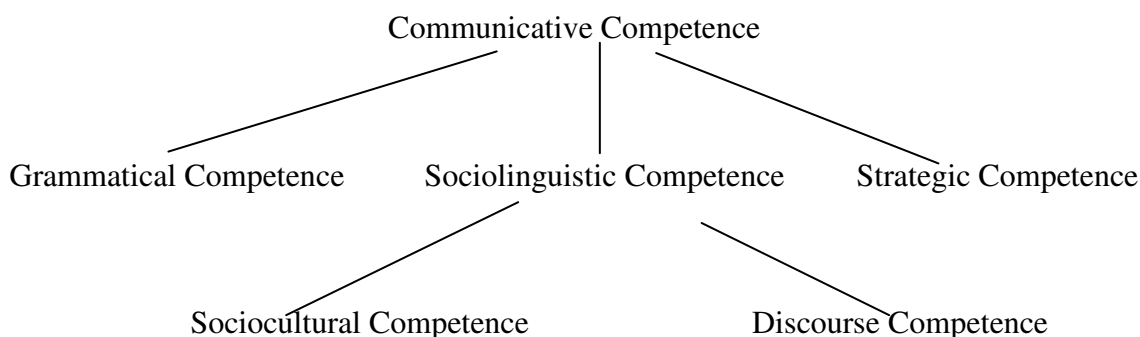 Communicative Competence
Grammatical Competence Sociolinguistic Competence Strategic Competence
Sociocultural Competence Discourse Competence